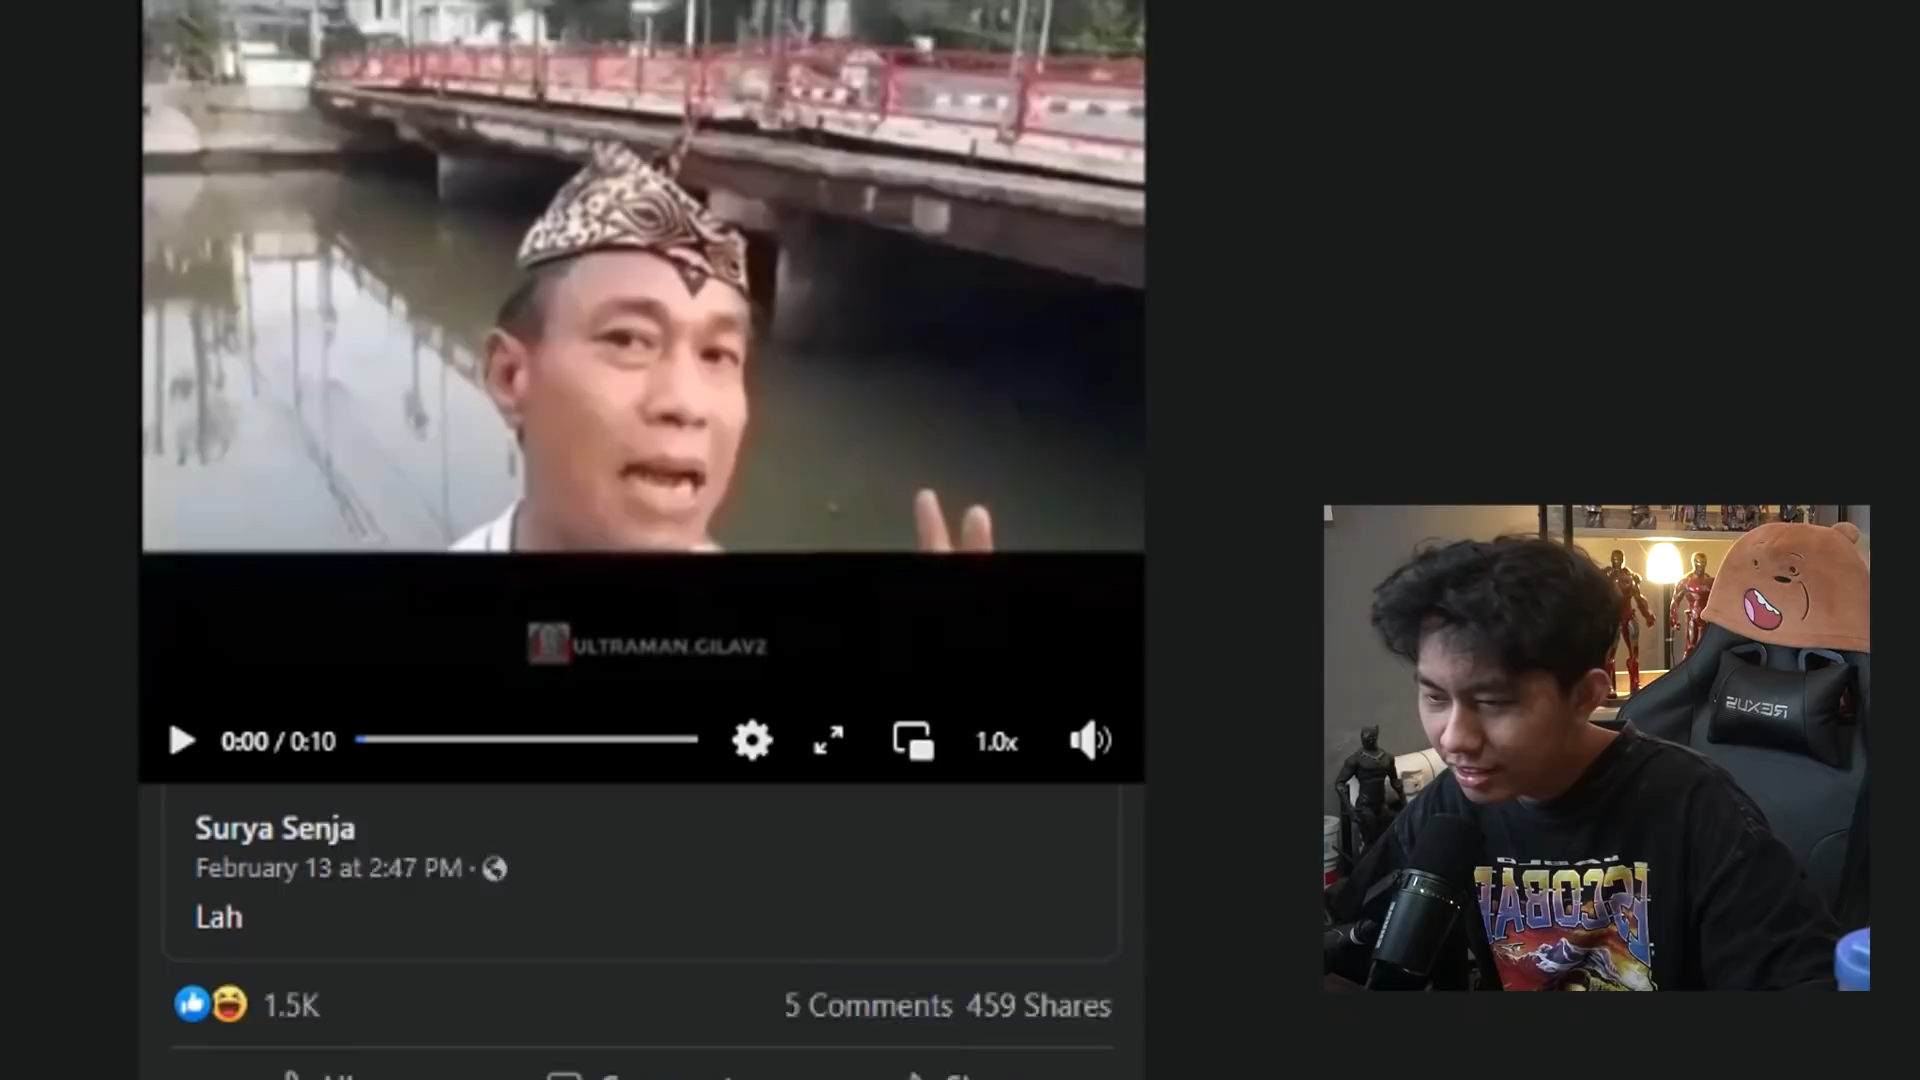 ULTRAMAN.GILAV2
0:00 / 0:10
1.0x
Surya Senja
February 13 at 2:47 PM
Lah
1.5K
5 Comments 459 Shares
REXUS